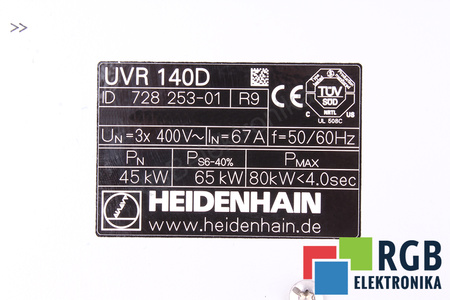 >>
UVR 140D
ID 728 253-01 R9
CE
TÜV
SÜD
NRTL
C US
UL 508C
UN=3x 400V~ IN=67A f=50/60Hz
PN PS6-40% PMAX
45 kW 65 kW 80kW<4.0sec
HEIDENHAIN
www.heidenhain.de
RGB
ELEKTRONIKA